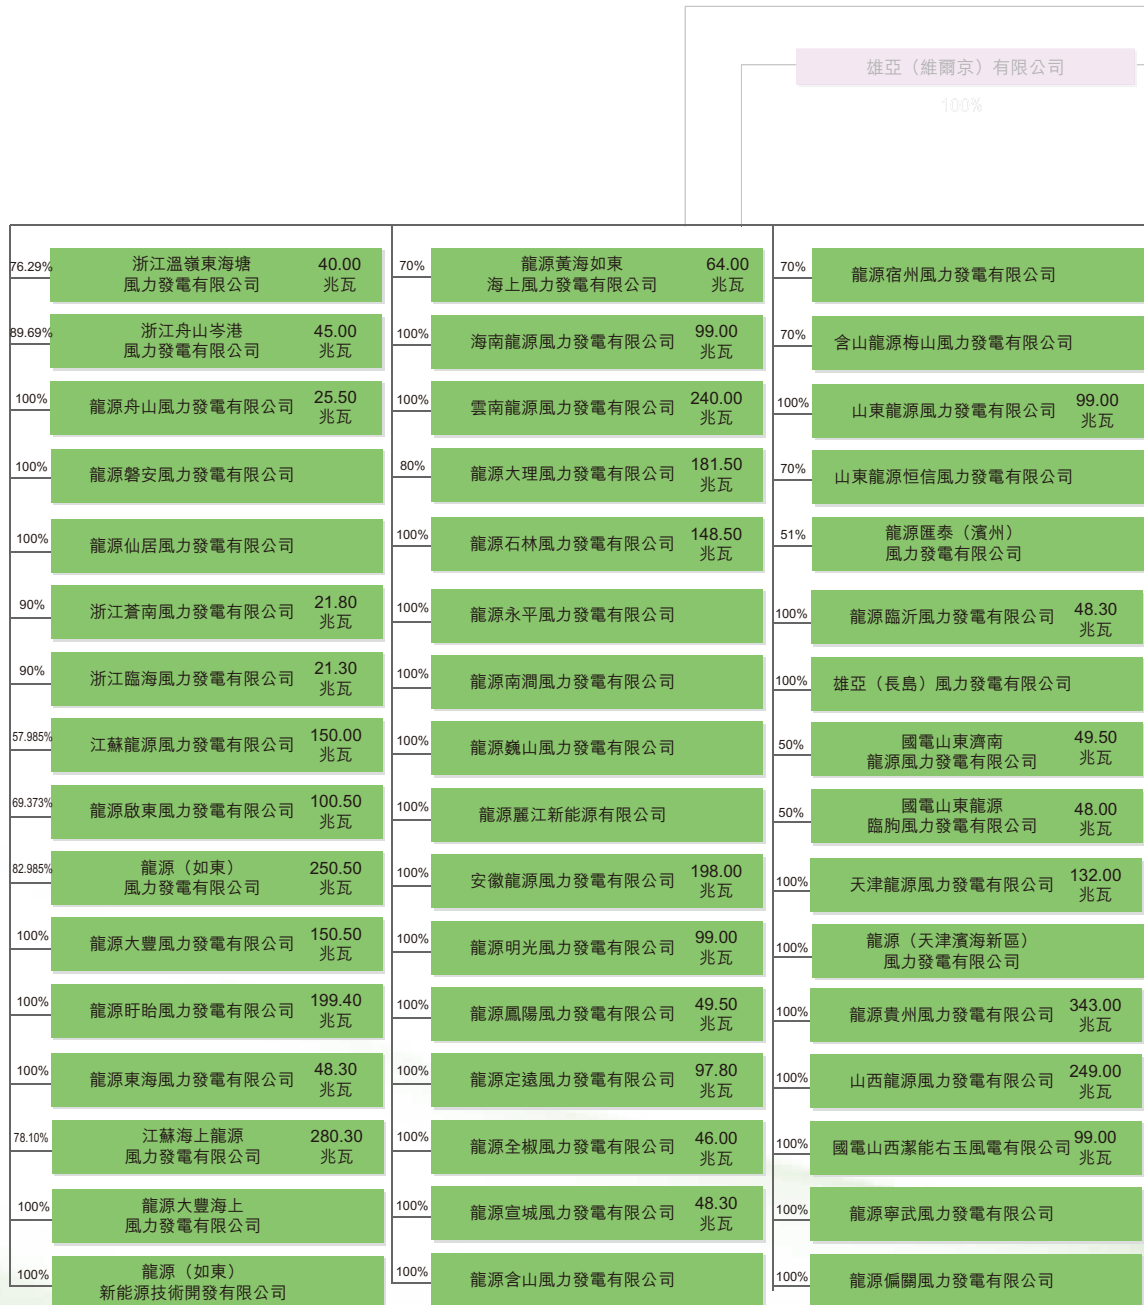 雄亞（維爾京）有限公司
100%
76.29%
浙江溫嶺東海塘
風力發電有限公司
40.00
兆瓦
89.69%
浙江舟山岑港
風力發電有限公司
45.00
兆瓦
100%
龍源舟山風力發電有限公司
25.50
兆瓦
100%
龍源磐安風力發電有限公司
100%
龍源仙居風力發電有限公司
90%
浙江蒼南風力發電有限公司
21.80
兆瓦
90%
浙江臨海風力發電有限公司
21.30
兆瓦
57.985%
江蘇龍源風力發電有限公司
150.00
兆瓦
69.373%
龍源啟東風力發電有限公司
100.50
兆瓦
82.985%
龍源（如東）
風力發電有限公司
250.50
兆瓦
100%
龍源大豐風力發電有限公司
150.50
兆瓦
100%
龍源盱眙風力發電有限公司
199.40
兆瓦
100%
龍源東海風力發電有限公司
48.30
兆瓦
78.10%
江蘇海上龍源
風力發電有限公司
280.30
兆瓦
100%
龍源大豐海上
風力發電有限公司
100%
龍源（如東）
新能源技術開發有限公司
70%
龍源黃海如東
海上風力發電有限公司
64.00
兆瓦
100%
海南龍源風力發電有限公司
99.00
兆瓦
100%
雲南龍源風力發電有限公司
240.00
兆瓦
80%
龍源大理風力發電有限公司
181.50
兆瓦
100%
龍源石林風力發電有限公司
148.50
兆瓦
100%
龍源永平風力發電有限公司
100%
龍源南澗風力發電有限公司
100%
龍源巍山風力發電有限公司
100%
龍源麗江新能源有限公司
100%
安徽龍源風力發電有限公司
198.00
兆瓦
100%
龍源明光風力發電有限公司
99.00
兆瓦
100%
龍源鳳陽風力發電有限公司
49.50
兆瓦
100%
龍源定遠風力發電有限公司
97.80
兆瓦
100%
龍源全椒風力發電有限公司
46.00
兆瓦
100%
龍源宣城風力發電有限公司
48.30
兆瓦
100%
龍源含山風力發電有限公司
70%
龍源宿州風力發電有限公司
70%
含山龍源梅山風力發電有限公司
100%
山東龍源風力發電有限公司
99.00
兆瓦
70%
山東龍源恒信風力發電有限公司
51%
龍源匯泰（濱州）
風力發電有限公司
100%
龍源臨沂風力發電有限公司
48.30
兆瓦
100%
雄亞（長島）風力發電有限公司
50%
國電山東濟南
龍源風力發電有限公司
49.50
兆瓦
50%
國電山東龍源
臨朐風力發電有限公司
48.00
兆瓦
100%
天津龍源風力發電有限公司
132.00
兆瓦
100%
龍源（天津濱海新區）
風力發電有限公司
100%
龍源貴州風力發電有限公司
343.00
兆瓦
100%
山西龍源風力發電有限公司
249.00
兆瓦
100%
國電山西潔能右玉風電有限公司
99.00
兆瓦
100%
龍源寧武風力發電有限公司
100%
龍源偏關風力發電有限公司